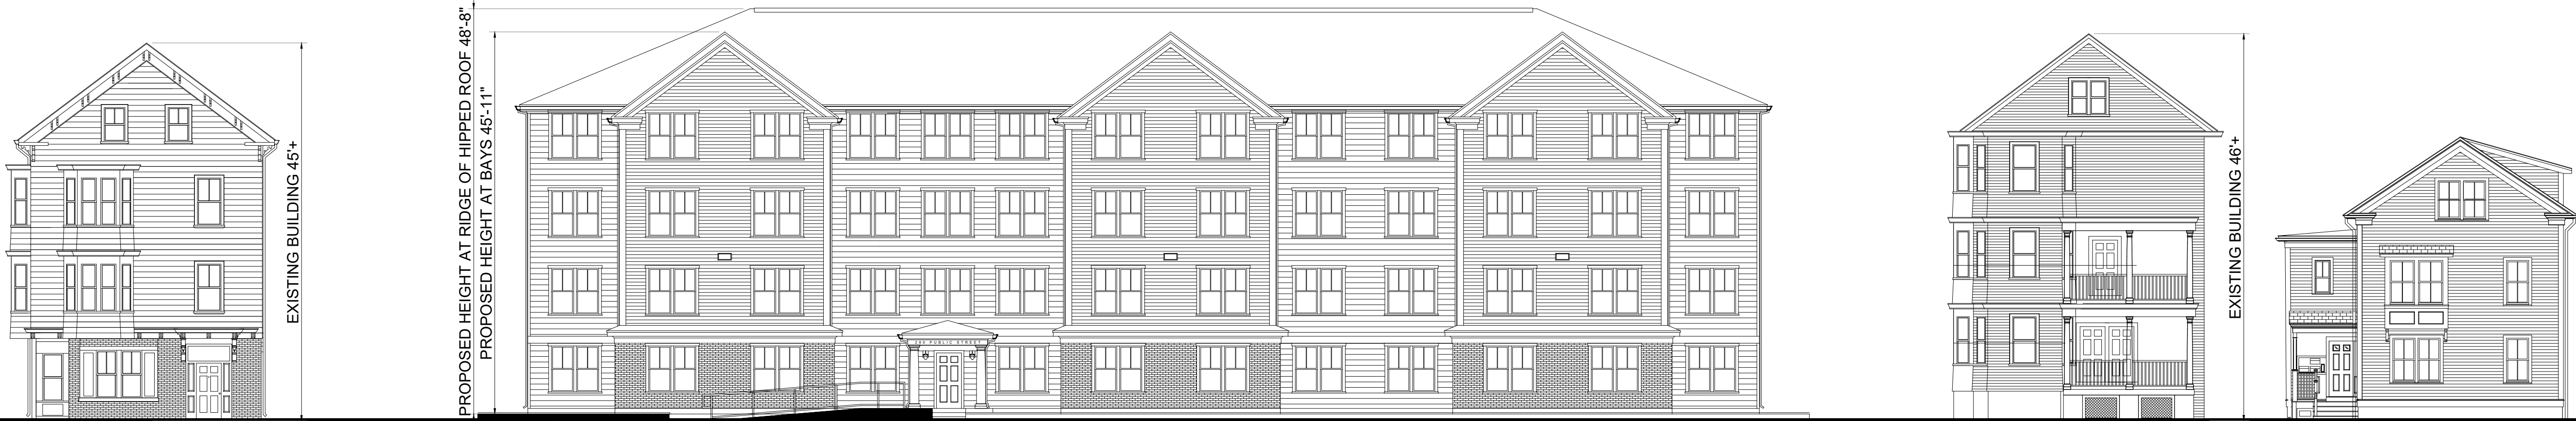 EXISTING BUILDING 45'+
PROPOSED HEIGHT AT RIDGE OF HIPPED ROOF 48'-8"
PROPOSED HEIGHT AT BAYS 45'-11"
PUBLIC STREET
EXISTING BUILDING 46'+